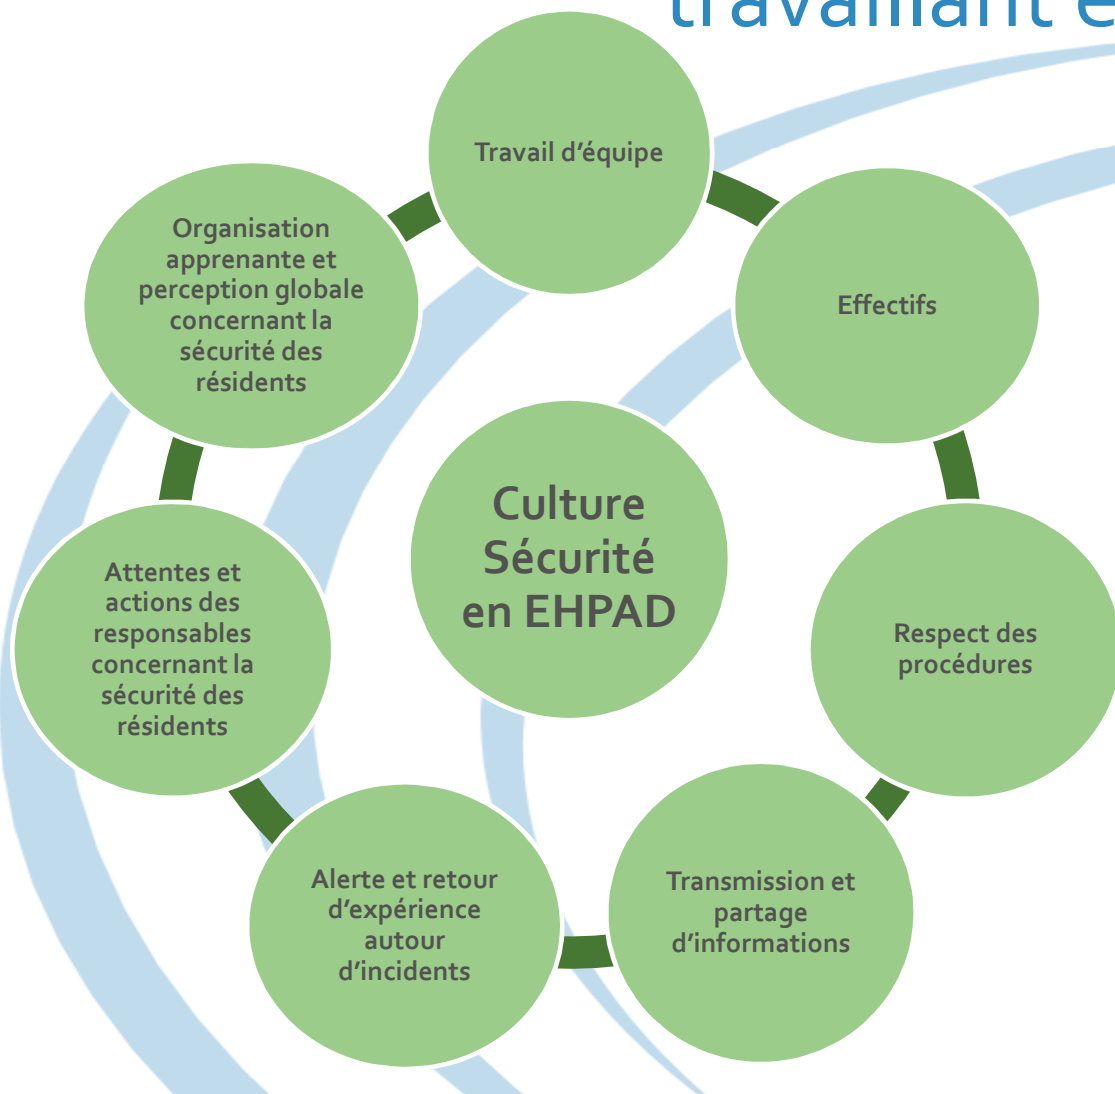 travaillant e
Travail d’équipe
Effectifs
Respect des
procédures
Transmission et
partage
d’informations
Alerte et retour
d’expérience
autour
d’incidents
Attentes et
actions des
responsables
concernant la
sécurité des
résidents
Organisation
apprenante et
perception globale
concernant la
sécurité des
résidents
Culture
Sécurité
en EHPAD